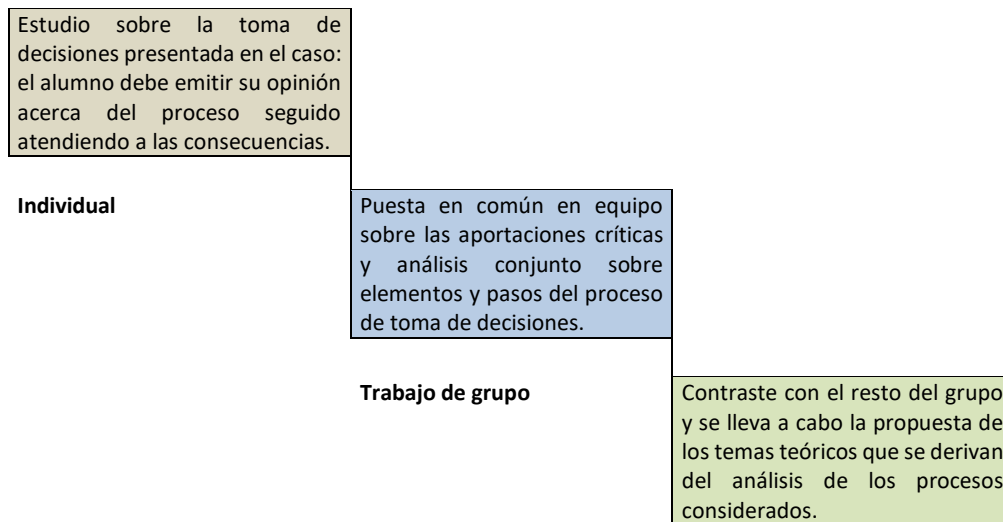 Estudio sobre la toma de
decisiones presentada en el caso:
el alumno debe emitir su opinión
acerca del proceso seguido
atendiendo a las consecuencias.
Individual
Puesta en común en equipo
sobre las aportaciones críticas
y análisis conjunto sobre
elementos y pasos del proceso
de toma de decisiones.
Trabajo de grupo
Contraste con el resto del grupo
y se lleva a cabo la propuesta de
los temas teóricos que se derivan
del análisis de los procesos
considerados.